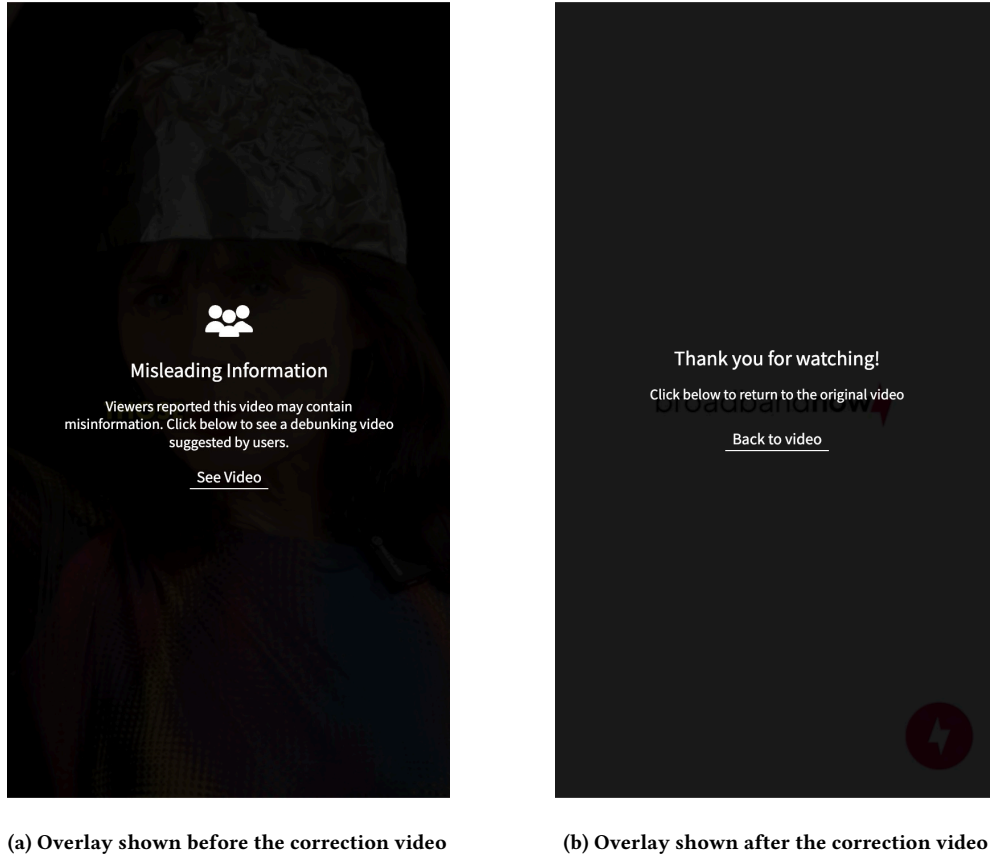 Misleading Information
Viewers reported this video may contain
misinformation. Click below to see a debunking video
suggested by users.
See Video
(a) Overlay shown before the correction video
Thank you for watching!
Click below to return to the original video
broadbandnow
Back to video
(b) Overlay shown after the correction video